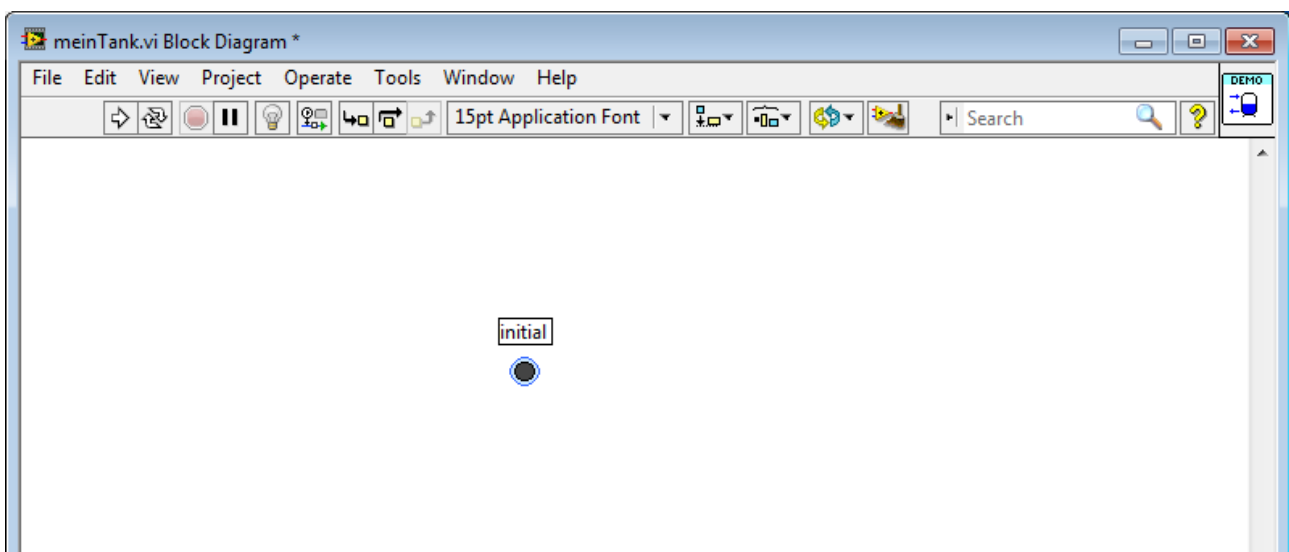 meinTank.vi Block Diagram *
File Edit View Project Operate Tools Window Help
DEMO
15pt Application Font
Search
?
initial